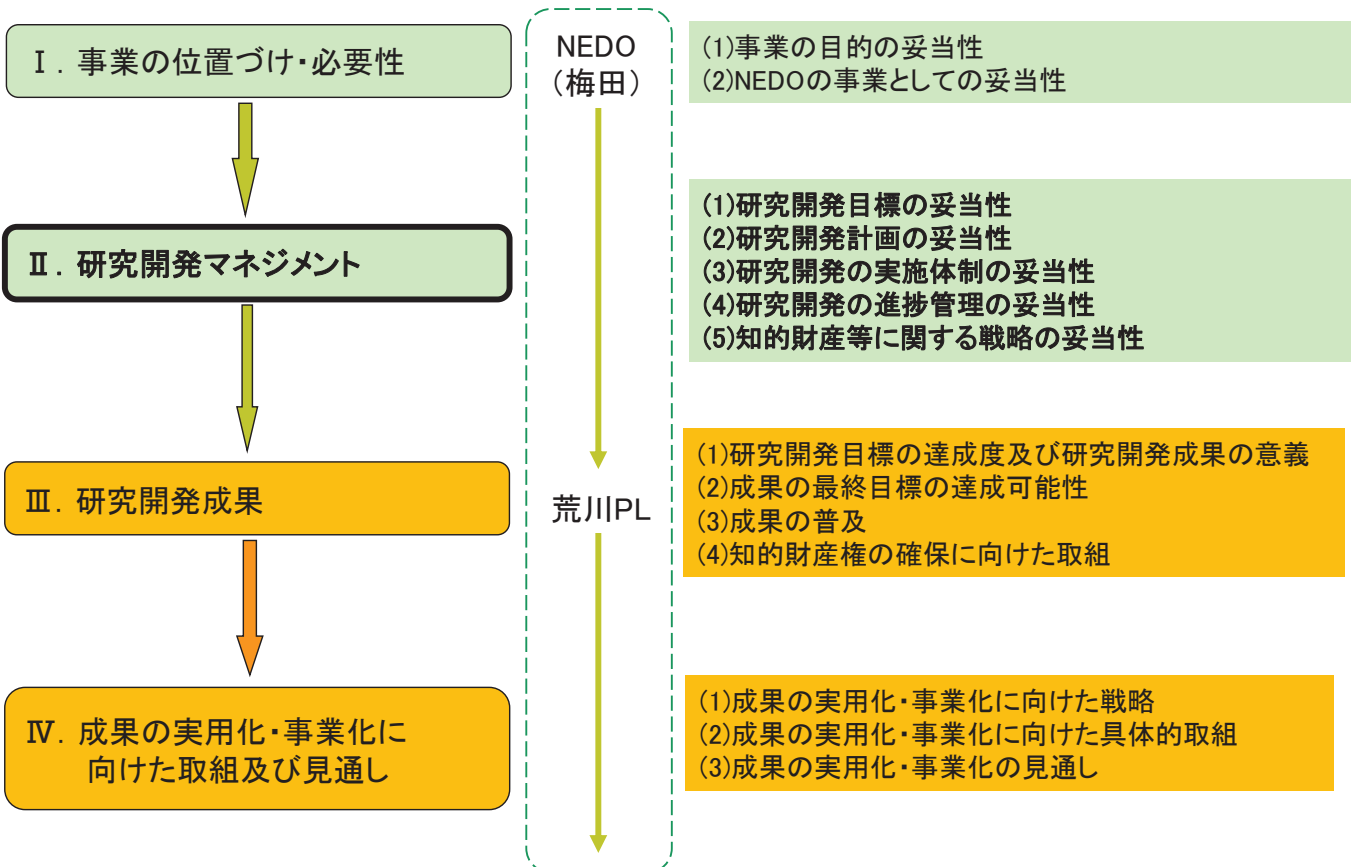 Ⅰ. 事業の位置づけ・必要性
NEDO
(梅田)
(1)事業の目的の妥当性
(2)NEDOの事業としての妥当性
Ⅱ. 研究開発マネジメント
(1)研究開発目標の妥当性
(2)研究開発計画の妥当性
(3)研究開発の実施体制の妥当性
(4)研究開発の進捗管理の妥当性
(5)知的財産等に関する戦略の妥当性
Ⅲ. 研究開発成果
荒川PL
(1)研究開発目標の達成度及び研究開発成果の意義
(2)成果の最終目標の達成可能性
(3)成果の普及
(4)知的財産権の確保に向けた取組
Ⅳ. 成果の実用化・事業化に
向けた取組及び見通し
(1)成果の実用化・事業化に向けた戦略
(2)成果の実用化・事業化に向けた具体的取組
(3)成果の実用化・事業化の見通し